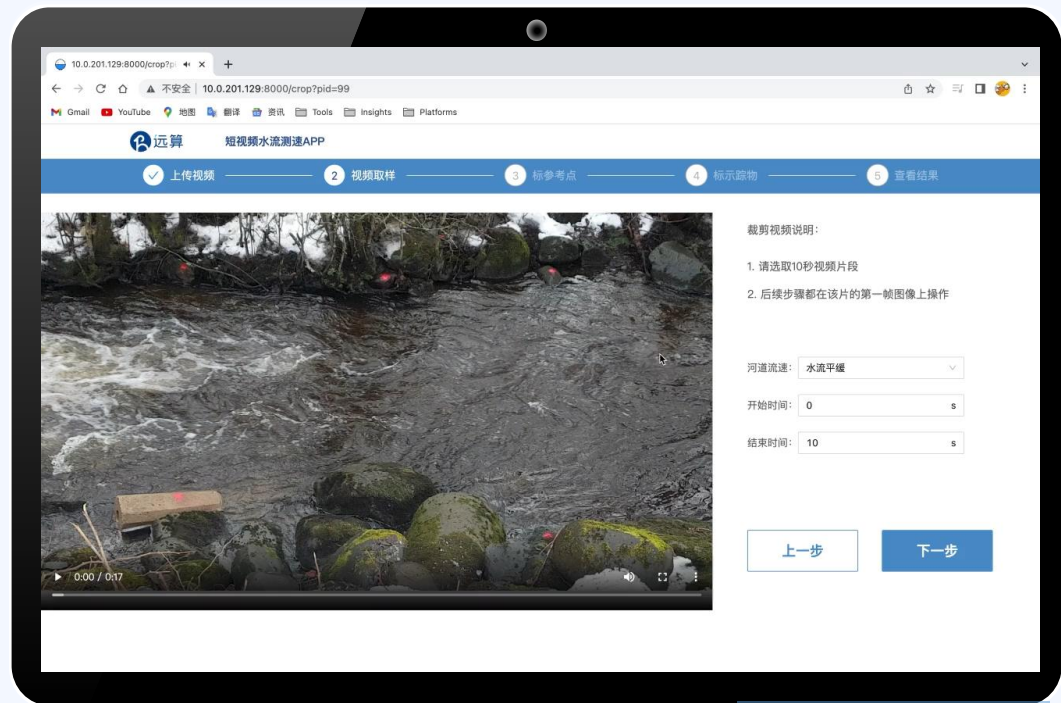 10.0.201.129:8000/crop?p
不安全 10.0.201.129:8000/crop?pid=99
Gmail YouTube 地图 翻译 资讯 Tools Insights Platforms
远算 短视频水流测速APP
上传视频 2 视频取样 3 标参考点 4 标示踪物 5 查看结果
裁剪视频说明：
1. 请选取10秒视频片段
2. 后续步骤都在该片的第一帧图像上操作
河道流速： 水流平缓
开始时间： 0 s
结束时间： 10 s
上一步 下一步
0:00 / 0:17